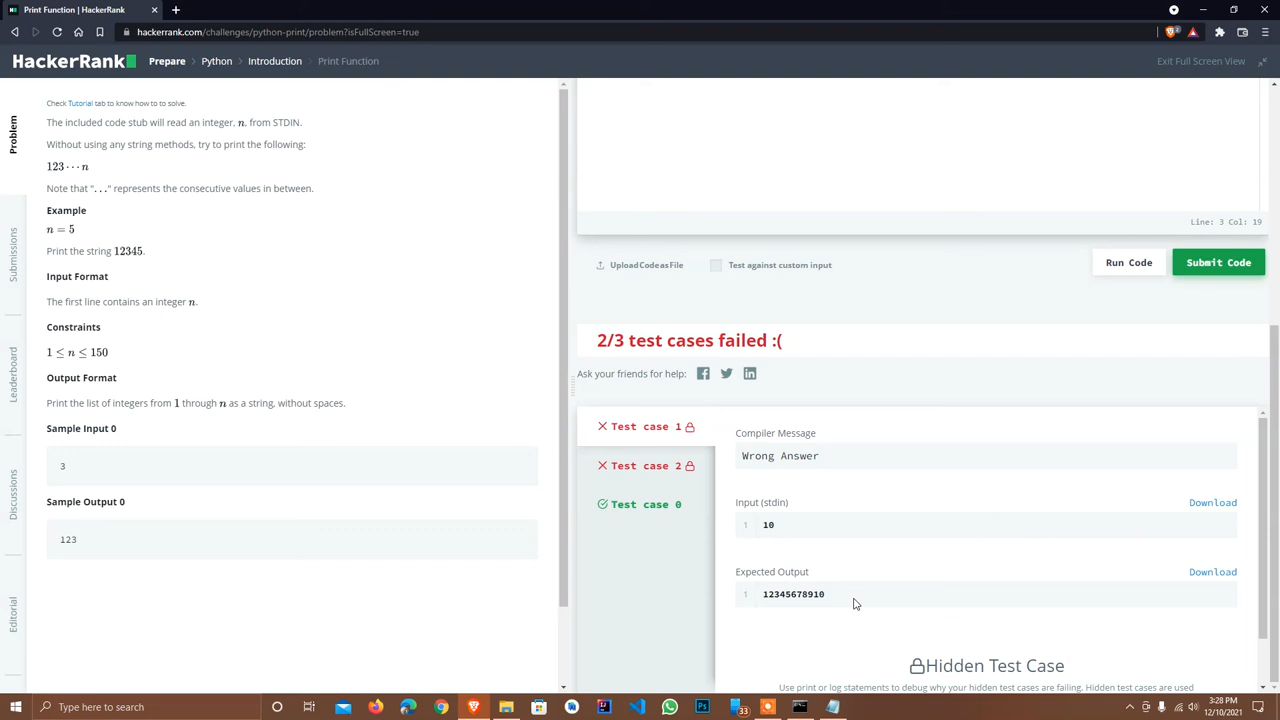 Print Function | HackerRank
hackerrank.com/challenges/python-print/problem?isFullScreen=true
2
HackerRank
Prepare > Python > Introduction > Print Function
Exit Full Screen View
Problem
Submissions
Leaderboard
Discussions
Editorial
Check Tutorial tab to know how to to solve.
The included code stub will read an integer, n, from STDIN.
Without using any string methods, try to print the following:
123 · · · n
Note that "..." represents the consecutive values in between.
Example
n = 5
Print the string 12345.
Input Format
The first line contains an integer n.
Constraints
1 ≤ n ≤ 150
Output Format
Print the list of integers from 1 through n as a string, without spaces.
Sample Input 0
3
Sample Output 0
123
Line: 3 Col: 19
Upload Code as File
Test against custom input
Run Code
Submit Code
2/3 test cases failed :(
Ask your friends for help:
Test case 1
Test case 2
Test case 0
Compiler Message
Wrong Answer
Input (stdin)
Download
1 10
Expected Output
Download
1 12345678910
Hidden Test Case
Use print or log statements to debug why your hidden test cases are failing. Hidden test cases are used
Type here to search
Ps
33
3:28 PM
12/10/2021